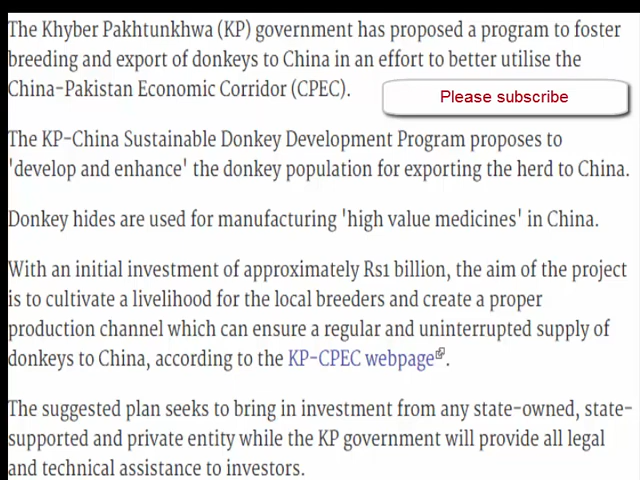 The Khyber Pakhtunkhwa (KP) government has proposed a program to foster
breeding and export of donkeys to China in an effort to better utilise the
China-Pakistan Economic Corridor (CPEC).
Please subscribe
The KP-China Sustainable Donkey Development Program proposes to
'develop and enhance' the donkey population for exporting the herd to China.
Donkey hides are used for manufacturing 'high value medicines' in China.
With an initial investment of approximately Rs1 billion, the aim of the project
is to cultivate a livelihood for the local breeders and create a proper
production channel which can ensure a regular and uninterrupted supply of
donkeys to China, according to the KP-CPEC webpage.
The suggested plan seeks to bring in investment from any state-owned, state-
supported and private entity while the KP government will provide all legal
and technical assistance to investors.